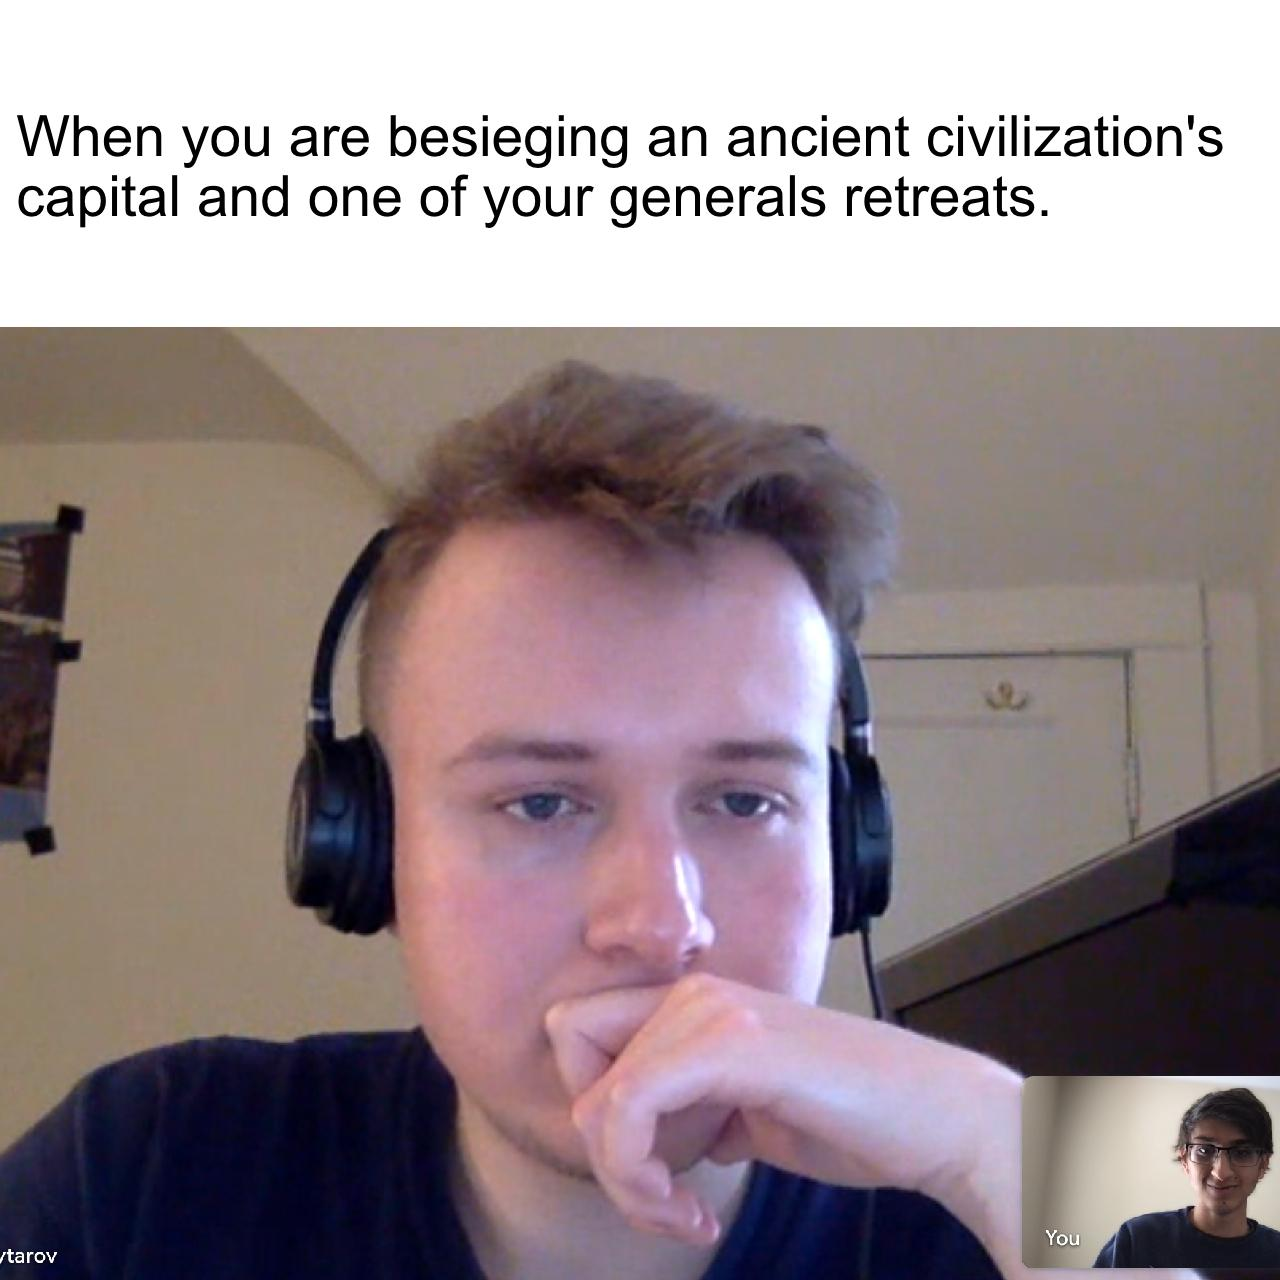 When you are besieging an ancient civilization's
capital and one of your generals retreats.
You
ytarov